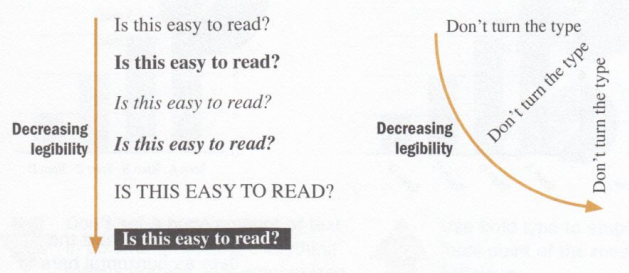 Is this easy to read?
Is this easy to read?
Is this easy to read?
Decreasing
legibility
Is this easy to read?
IS THIS EASY TO READ?
Is this easy to read?
Don't turn the type
Don't turn the type
Don't turn the type
Decreasing
legibility